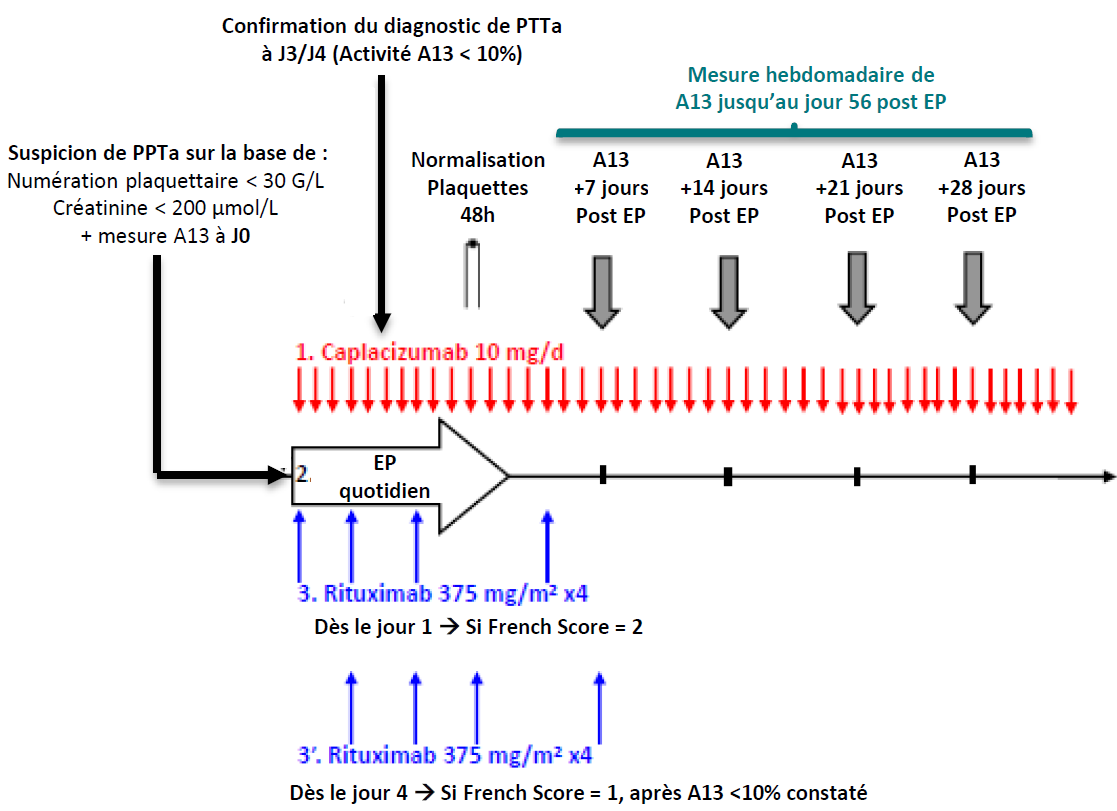 Confirmation du diagnostic de PTTa
à J3/J4 (Activité A13 < 10%)
Mesure hebdomadaire de
A13 jusqu'au jour 56 post EP
Suspicion de PPTa sur la base de :
Numération plaquettaire < 30 G/L
Créatinine < 200 µmol/L
+ mesure A13 à J0
Normalisation
Plaquettes
48h
A13
+7 jours
Post EP
A13
+14 jours
Post EP
A13
+21 jours
Post EP
A13
+28 jours
Post EP
1. Caplacizumab 10 mg/d
2.
EP
quotidien
3. Rituximab 375 mg/m² x4
Dès le jour 1 → Si French Score = 2
3'. Rituximab 375 mg/m² x4
Dès le jour 4 → Si French Score = 1, après A13 <10% constaté